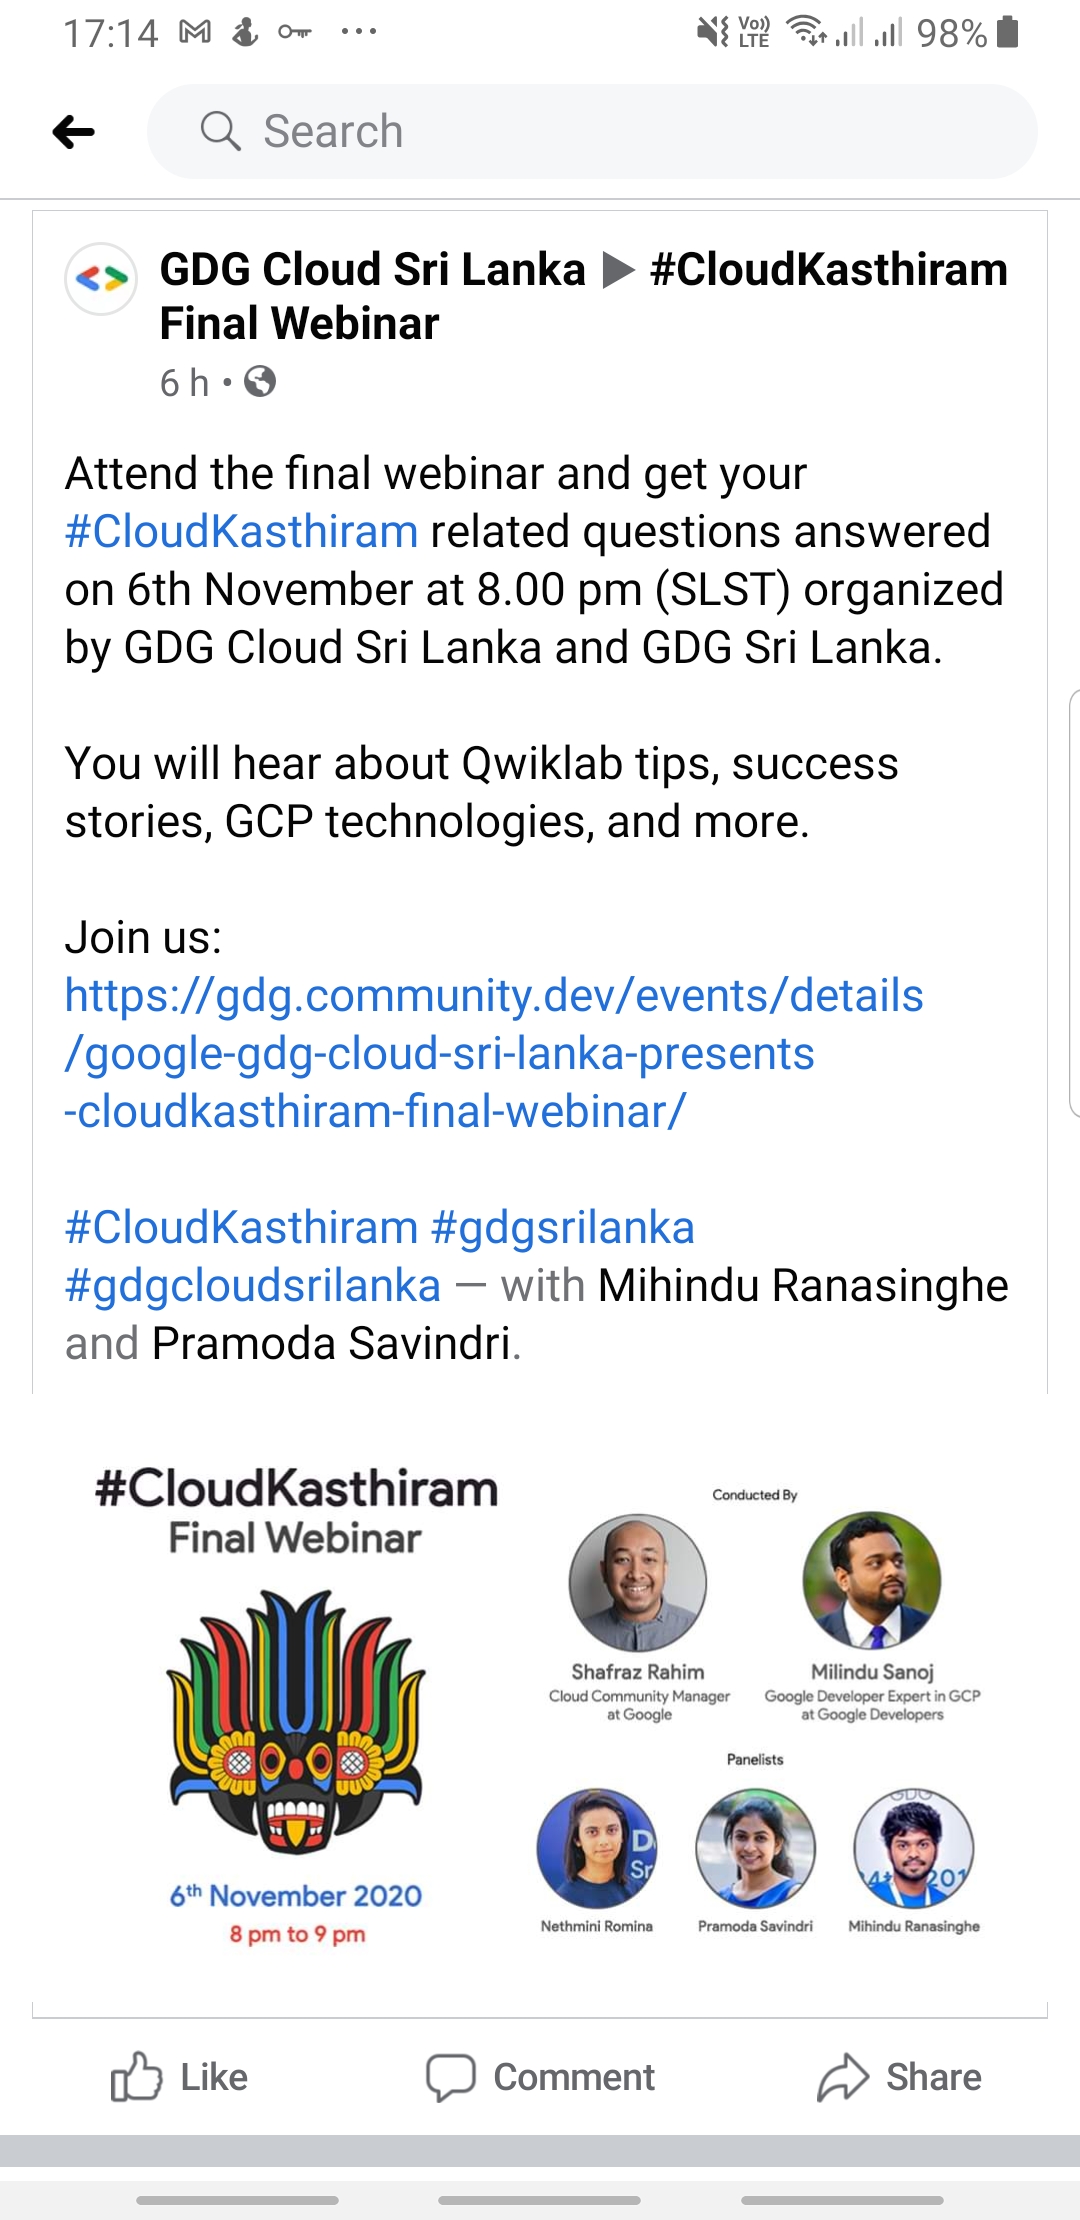 17:14 Vo)) LTE 98%
Search
GDG Cloud Sri Lanka ▶ #CloudKasthiram
Final Webinar
6 h •
Attend the final webinar and get your
#CloudKasthiram related questions answered
on 6th November at 8.00 pm (SLST) organized
by GDG Cloud Sri Lanka and GDG Sri Lanka.
You will hear about Qwiklab tips, success
stories, GCP technologies, and more.
Join us:
https://gdg.community.dev/events/details
/google-gdg-cloud-sri-lanka-presents
-cloudkasthiram-final-webinar/
#CloudKasthiram #gdgsrilanka
#gdgcloudsrilanka — with Mihindu Ranasinghe
and Pramoda Savindri.
#CloudKasthiram
Final Webinar
6th November 2020
8 pm to 9 pm
Conducted By
Shafraz Rahim
Cloud Community Manager
at Google
Milindu Sanoj
Google Developer Expert in GCP
at Google Developers
Panelists
Nethmini Romina
Pramoda Savindri
Mihindu Ranasinghe
Like
Comment
Share